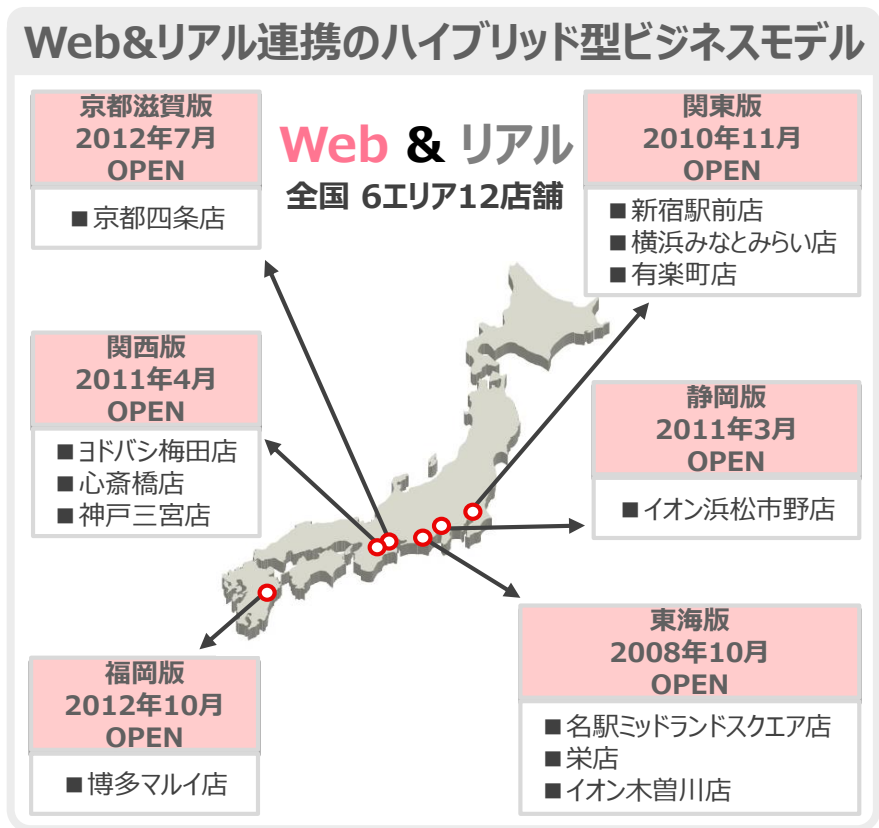 Web&リアル連携のハイブリッド型ビジネスモデル
Web & リアル
全国 6エリア12店舗
京都滋賀版
2012年7月
OPEN
■京都四条店
関東版
2010年11月
OPEN
■新宿駅前店
■横浜みなとみらい店
■有楽町店
関西版
2011年4月
OPEN
■ヨドバシ梅田店
■心斎橋店
■神戸三宮店
静岡版
2011年3月
OPEN
■イオン浜松市野店
福岡版
2012年10月
OPEN
■博多マルイ店
東海版
2008年10月
OPEN
■名駅ミッドランドスクエア店
■栄店
■イオン木曽川店